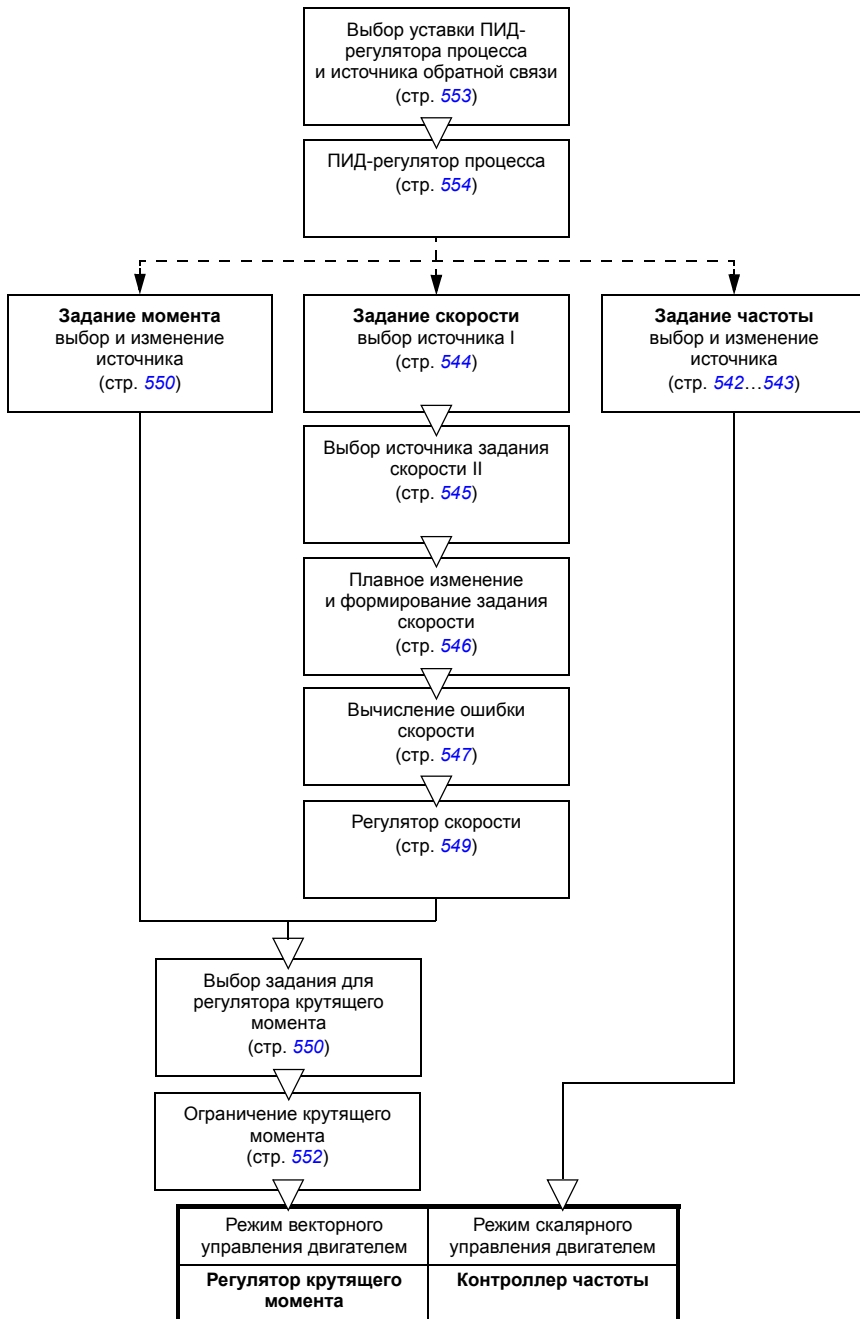 Выбор уставки ПИД-
регулятора процесса
и источника обратной связи
(стр. 553)
ПИД-регулятор процесса
(стр. 554)
Задание момента
выбор и изменение
источника
(стр. 550)
Задание скорости
выбор источника I
(стр. 544)
Задание частоты
выбор и изменение
источника
(стр. 542…543)
Выбор источника задания
скорости II
(стр. 545)
Плавное изменение
и формирование задания
скорости
(стр. 546)
Вычисление ошибки
скорости
(стр. 547)
Регулятор скорости
(стр. 549)
Выбор задания для
регулятора крутящего
момента
(стр. 550)
Ограничение крутящего
момента
(стр. 552)
Режим векторного
управления двигателем
Режим скалярного
управления двигателем
Регулятор крутящего
момента
Контроллер частоты